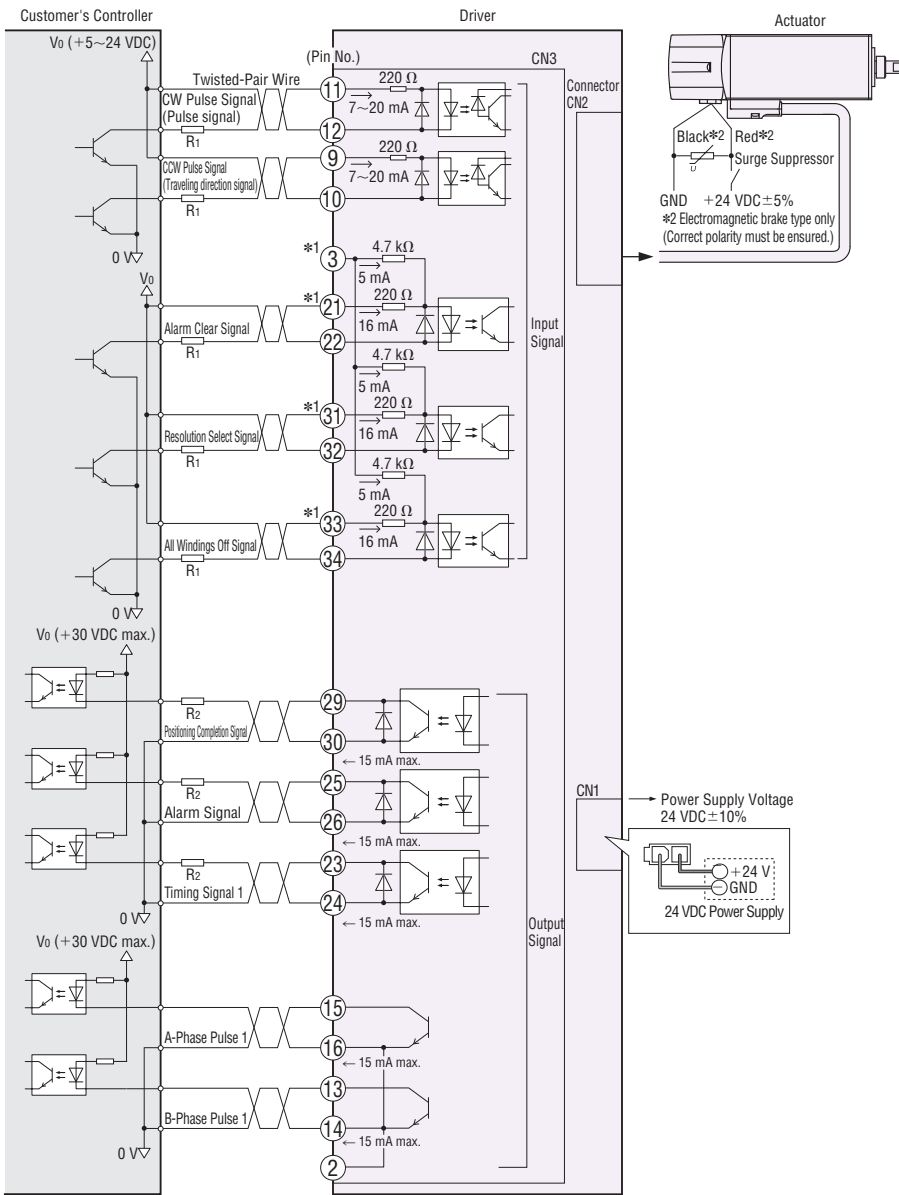 Customer's Controller
Driver
Actuator
V0 (+5~24 VDC)
(Pin No.)
CN3
Twisted-Pair Wire
CW Pulse Signal
(Pulse signal)
R1
11
220 Ω
7~20 mA
12
CCW Pulse Signal
(Traveling direction signal)
R1
9
220 Ω
7~20 mA
10
0 V
Connector
CN2
Black*2
Red*2
Surge Suppressor
GND
+24 VDC±5%
*2 Electromagnetic brake type only
(Correct polarity must be ensured.)
*1
3
4.7 kΩ
5 mA
V0
*1
21
220 Ω
16 mA
Alarm Clear Signal
R1
22
Input
Signal
4.7 kΩ
5 mA
*1
31
220 Ω
16 mA
Resolution Select Signal
R1
32
4.7 kΩ
5 mA
*1
33
220 Ω
16 mA
All Windings Off Signal
R1
34
0 V
V0 (+30 VDC max.)
R2
Positioning Completion Signal
29
30
← 15 mA max.
R2
Alarm Signal
25
26
← 15 mA max.
R2
Timing Signal 1
23
24
← 15 mA max.
0 V
CN1
Power Supply Voltage
24 VDC±10%
+24 V
GND
24 VDC Power Supply
Output
Signal
V0 (+30 VDC max.)
15
A-Phase Pulse 1
16
← 15 mA max.
13
B-Phase Pulse 1
14
← 15 mA max.
0 V
2